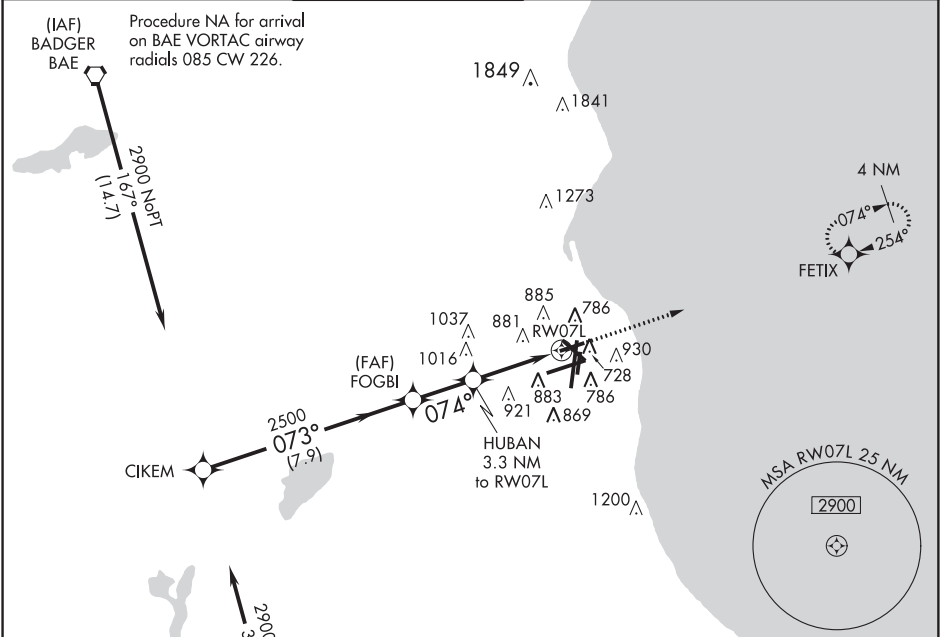 (IAF)
BADGER
BAE
Procedure NA for arrival
on BAE VORTAC airway
radials 085 CW 226.
1849
1841
2900 NoPT
167°
(14.7)
1273
4 NM
074°
254°
FETIX
885
786
1037
881
RW07L
1016
930
(FAF)
FOGBI
728
074°
921
883
786
869
2500
073°
(7.9)
CIKEM
HUBAN
3.3 NM
to RW07L
1200
MSA RW07L 25 NM
2900
2900